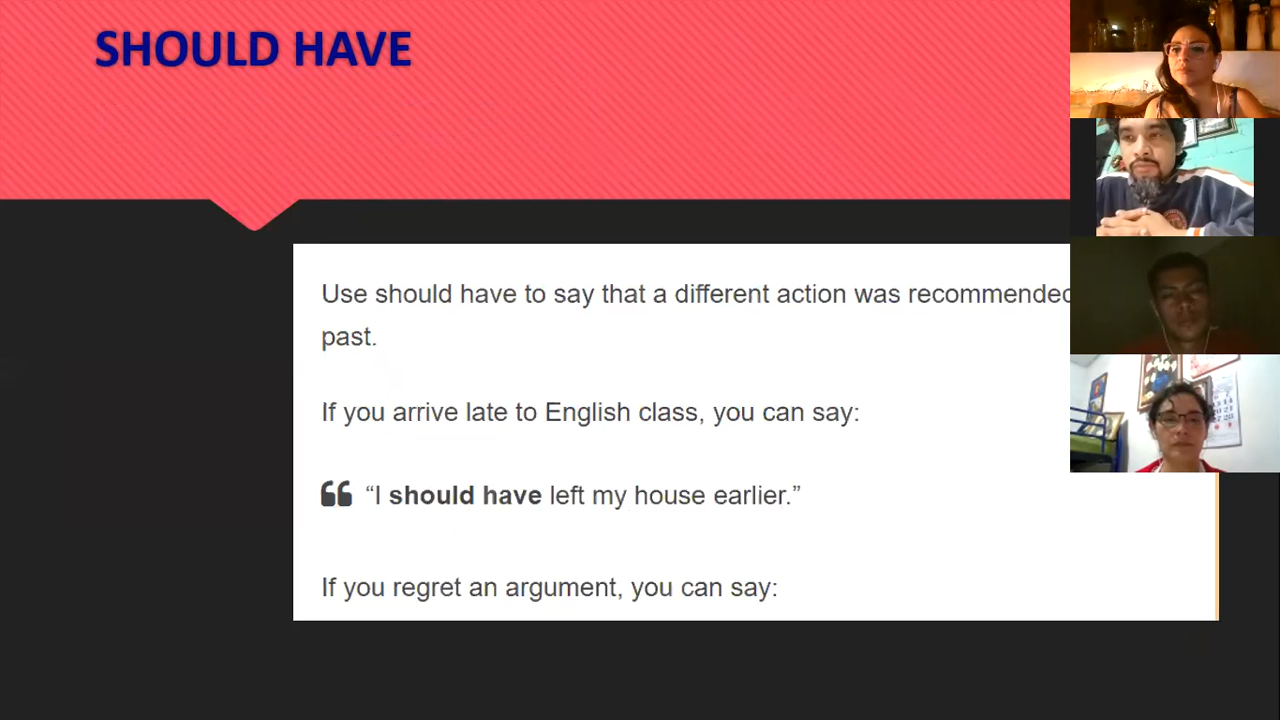 SHOULD HAVE
Use should have to say that a different action was recommended
past.
If you arrive late to English class, you can say:
“I should have left my house earlier.”
If you regret an argument, you can say: